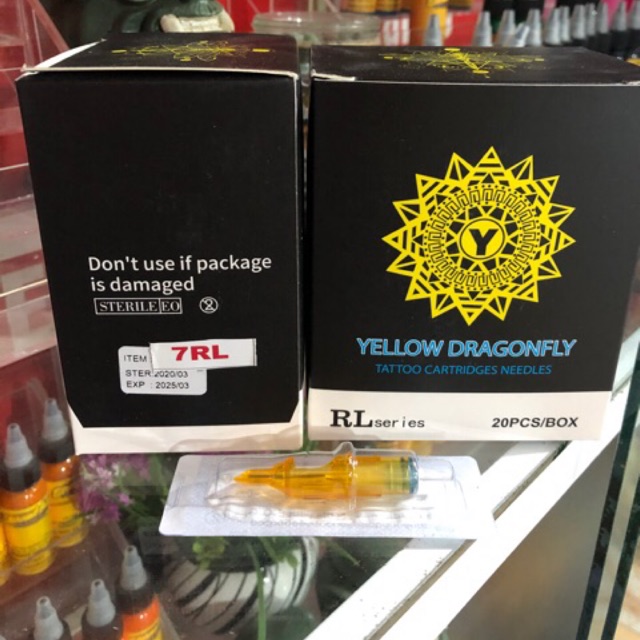 Don't use if package
is damaged
STERILE EO
2
ITEM 7RL
STER 2020/03
EXP : 2025/03
Y
YELLOW DRAGONFLY
TATTOO CARTRIDGES NEEDLES
RL series
20PCS/BOX